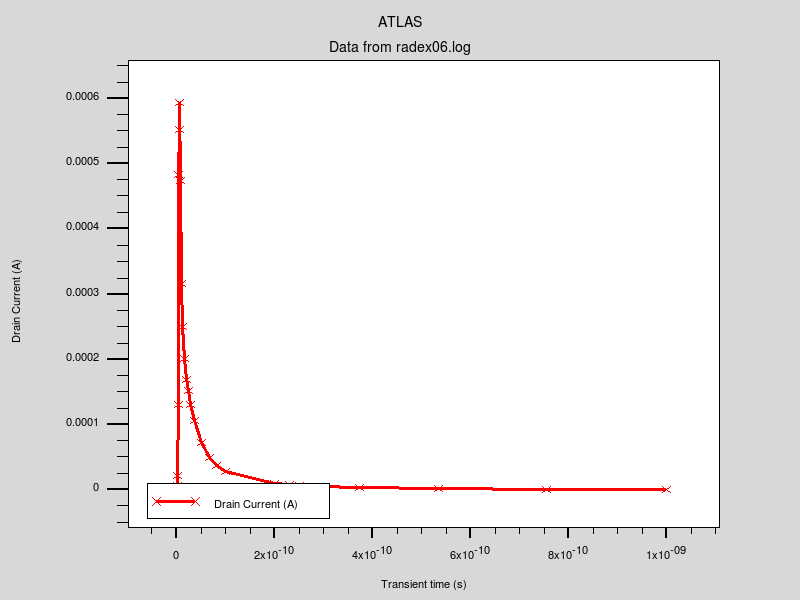 ATLAS
Data from radex06.log
Drain Current (A)
0.0006
0.0005
0.0004
0.0003
0.0002
0.0001
0
Drain Current (A)
0
2x10^-10
4x10^-10
6x10^-10
8x10^-10
1x10^-09
Transient time (s)